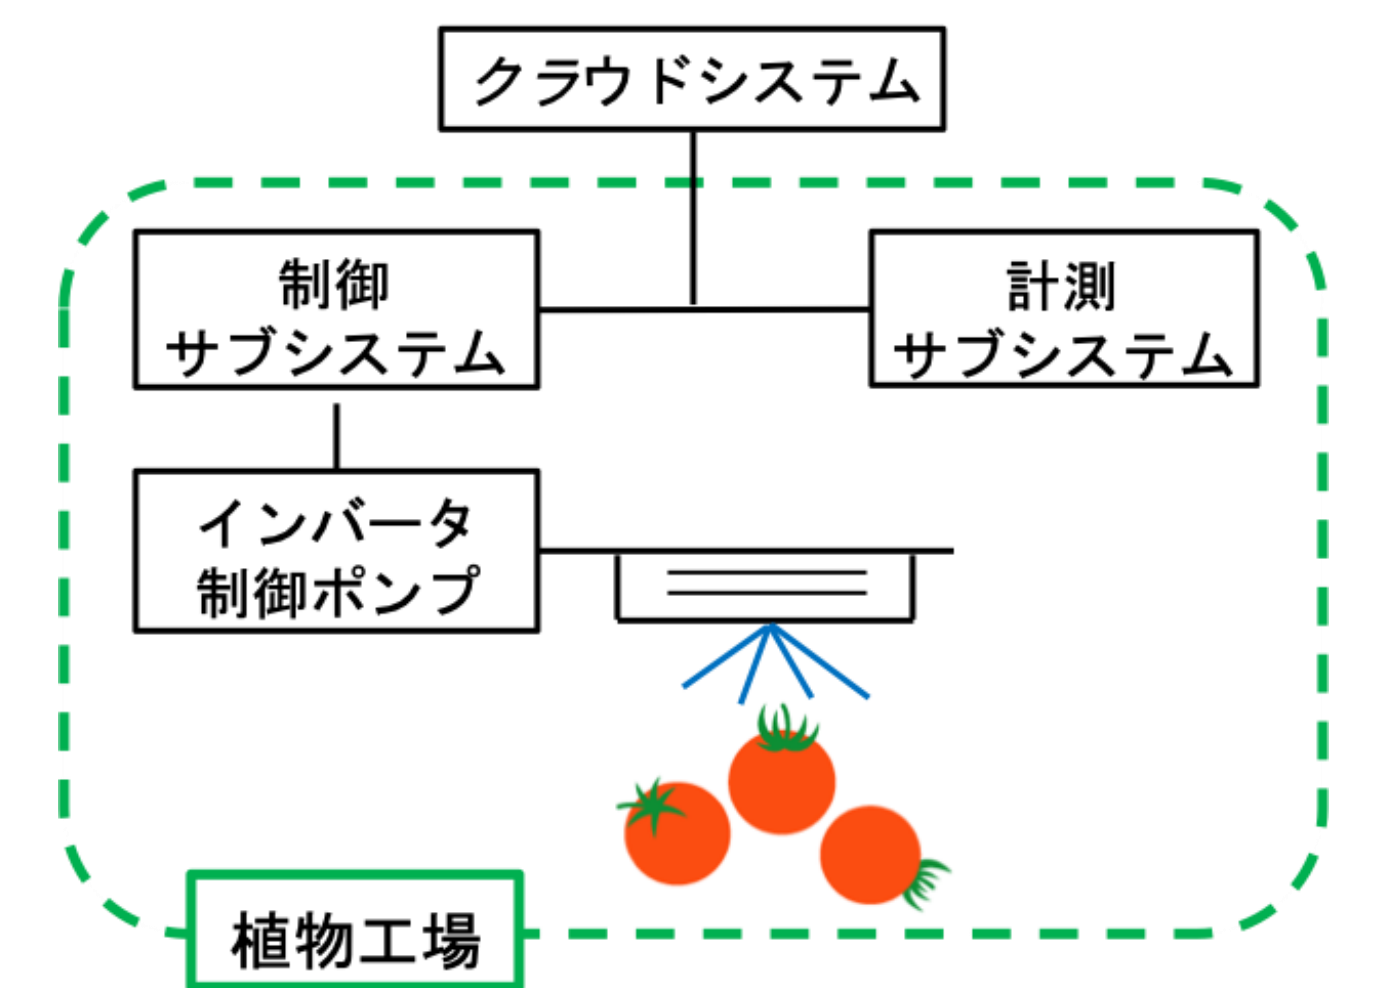 クラウドシステム
制御
サブシステム
計測
サブシステム
インバータ
制御ポンプ
植物工場